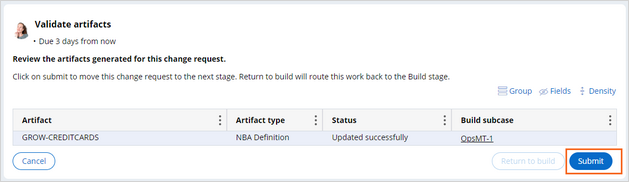 Validate artifacts
• Due 3 days from now
Review the artifacts generated for this change request.
Click on submit to move this change request to the next stage. Return to build will route this work back to the Build stage.
Group Fields Density
Artifact Artifact type Status Build subcase
GROW-CREDITCARDS NBA Definition Updated successfully OpsMT-1
Cancel Return to build Submit